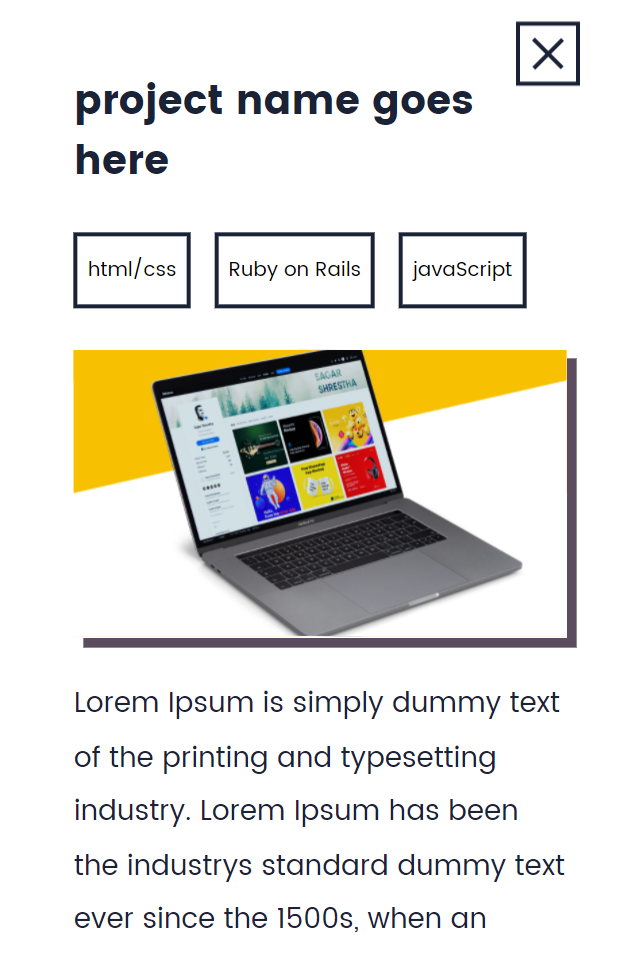 project name goes
here
html/css
Ruby on Rails
javaScript
SAGAR
SHRESTHA
Lorem Ipsum is simply dummy text
of the printing and typesetting
industry. Lorem Ipsum has been
the industrys standard dummy text
ever since the 1500s, when an